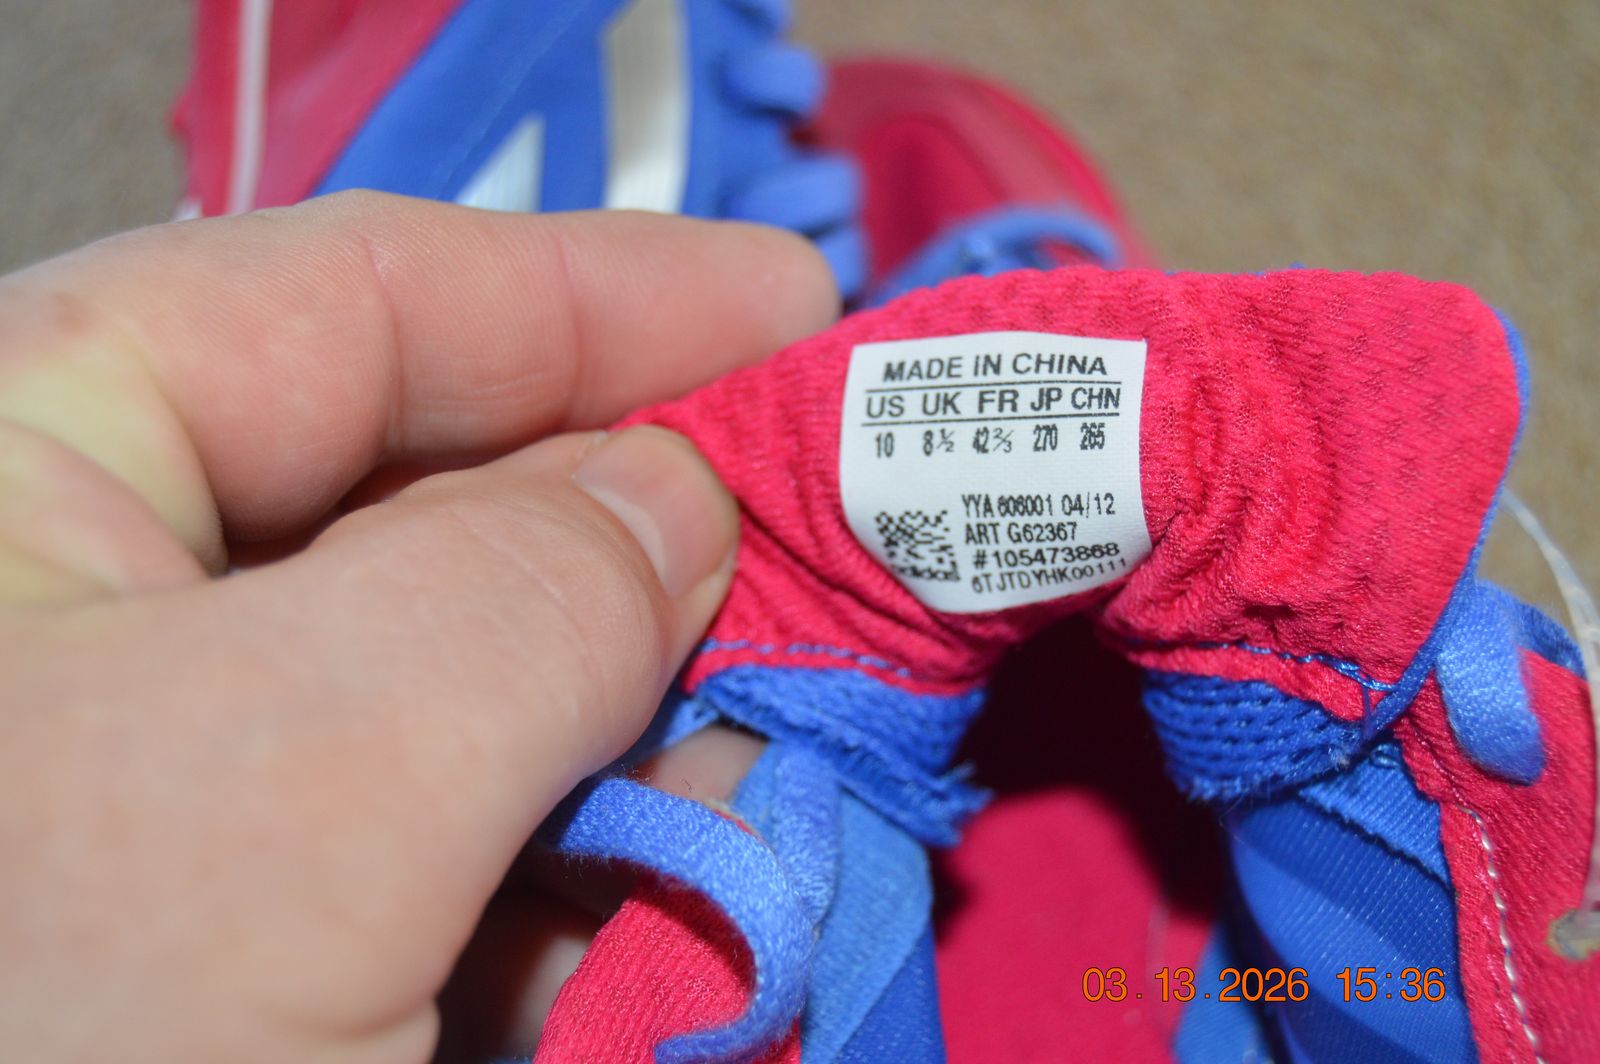 MADE IN CHINA
US UK FR JP CHN
10 8½ 42⅔ 270 265
YYA 606001 04/12
ART G62367
#105473868
adidas 6TJTDYHK00111
03.13.2026 15:36